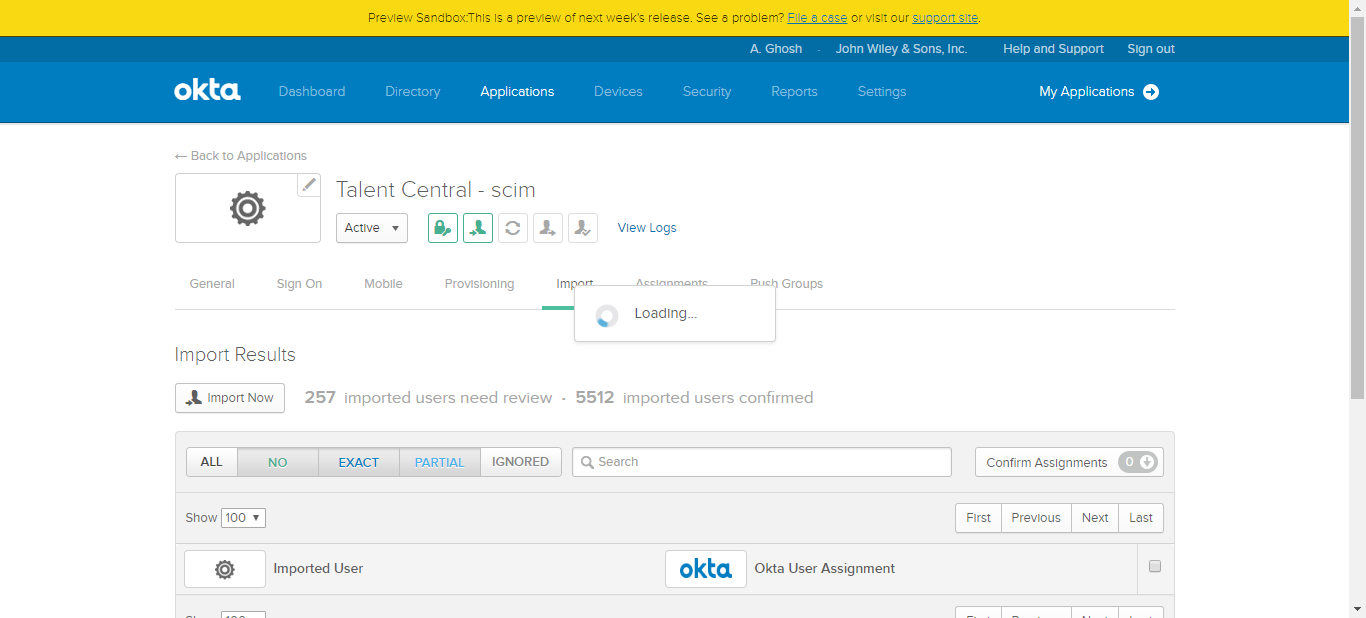 Preview Sandbox:This is a preview of next week's release. See a problem? File a case or visit our support site.
A. Ghosh · John Wiley & Sons, Inc. Help and Support Sign out
okta Dashboard Directory Applications Devices Security Reports Settings My Applications
← Back to Applications
Talent Central - scim
Active View Logs
General Sign On Mobile Provisioning Import Assignments Push Groups
Loading...
Import Results
Import Now 257 imported users need review · 5512 imported users confirmed
ALL NO EXACT PARTIAL IGNORED Search Confirm Assignments 0
Show 100 First Previous Next Last
Imported User okta Okta User Assignment